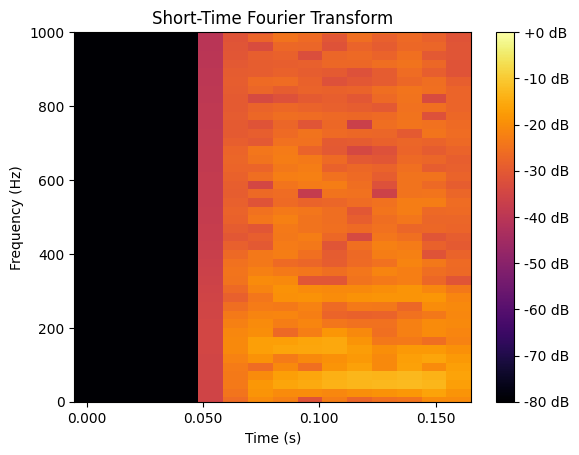 Short-Time Fourier Transform
1000
800
600
400
200
0
Frequency (Hz)
0.000
0.050
0.100
0.150
Time (s)
+0 dB
-10 dB
-20 dB
-30 dB
-40 dB
-50 dB
-60 dB
-70 dB
-80 dB